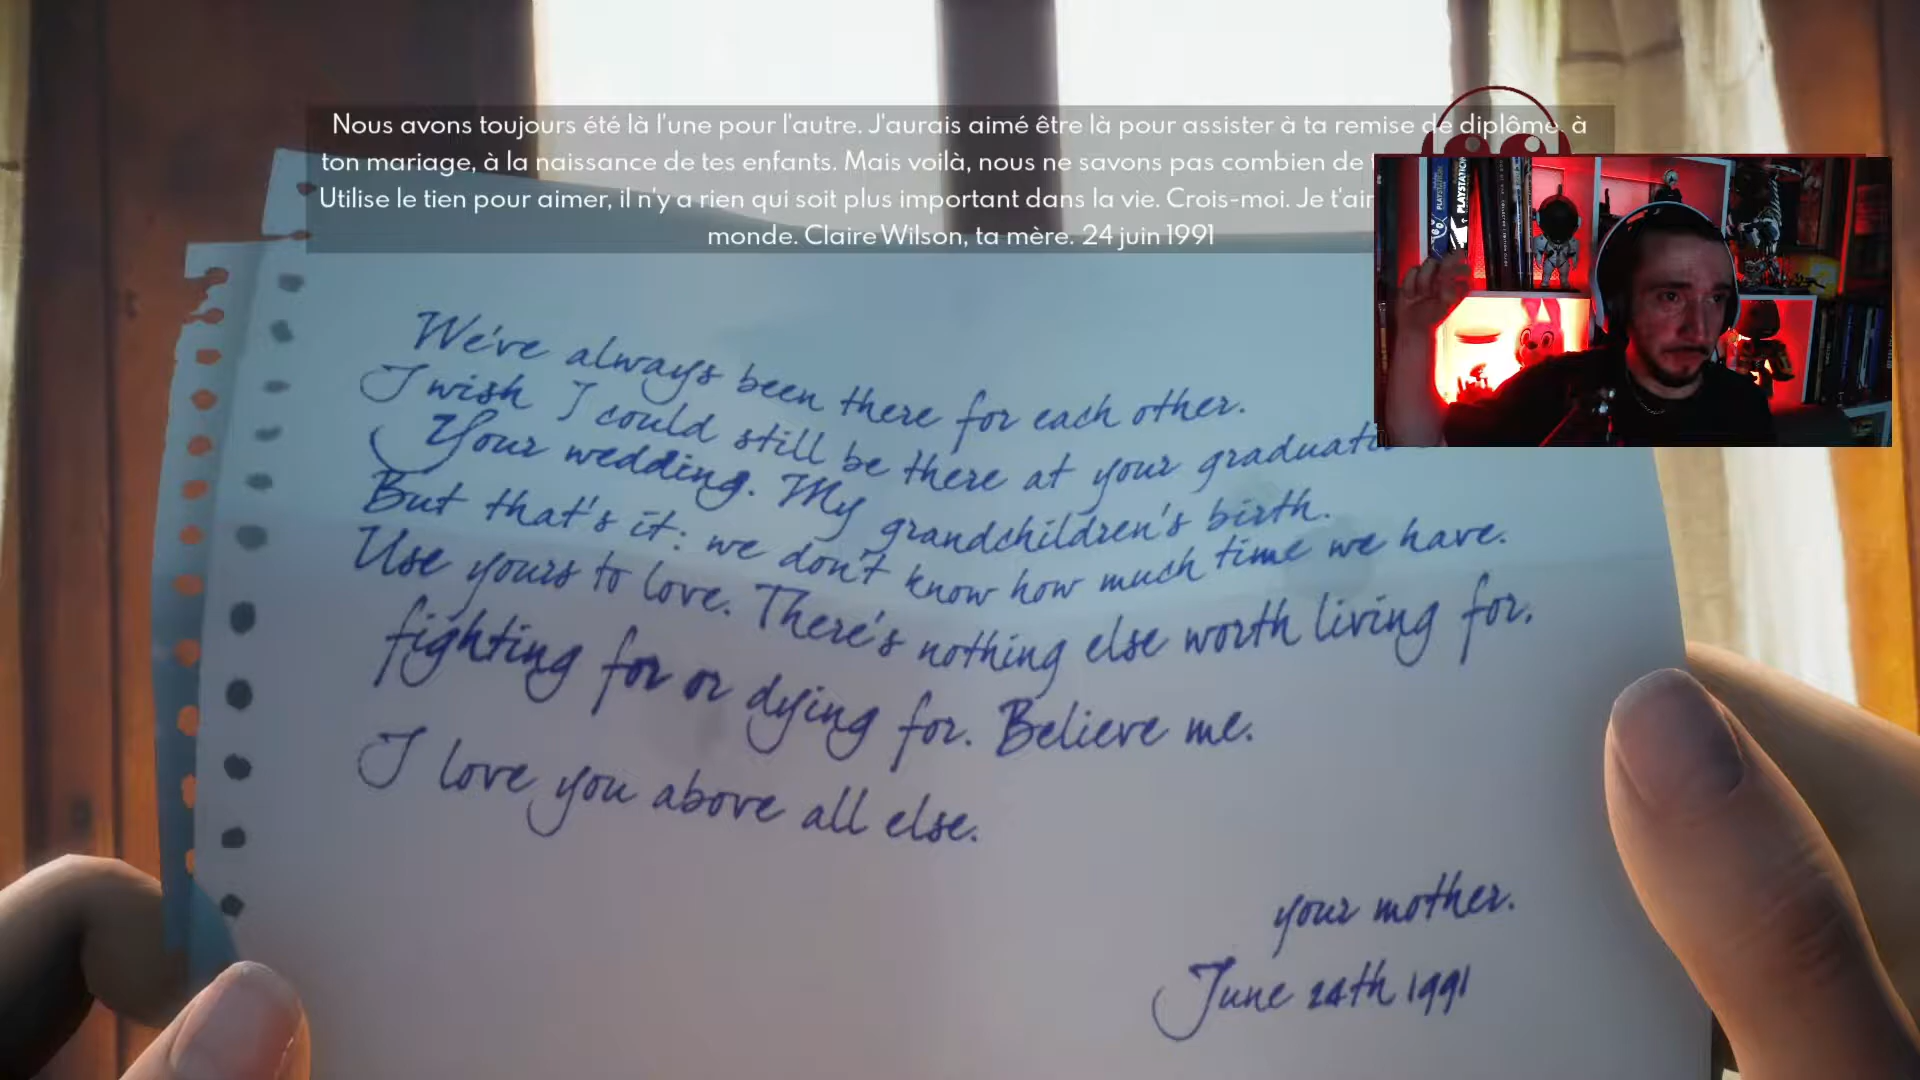 Nous avons toujours été là l'une pour l'autre. J'aurais aimé être là pour assister à ta remise de diplôme, à
ton mariage, à la naissance de tes enfants. Mais voilà, nous ne savons pas combien de
Utilise le tien pour aimer, il n'y a rien qui soit plus important dans la vie. Crois-moi. Je
monde. Claire Wilson, ta mère. 24 juin 1991
We've always been there for each other.
I wish I could still be there at your
Your wedding. My grandchildren's birth.
But that's it: we don't know how much time we have.
Use yours to love. There's nothing else worth living for,
fighting for or dying for. Believe me.
I love you above all else.
your mother.
June 24th 1991
PLAYSTATION
PLAYSTATION